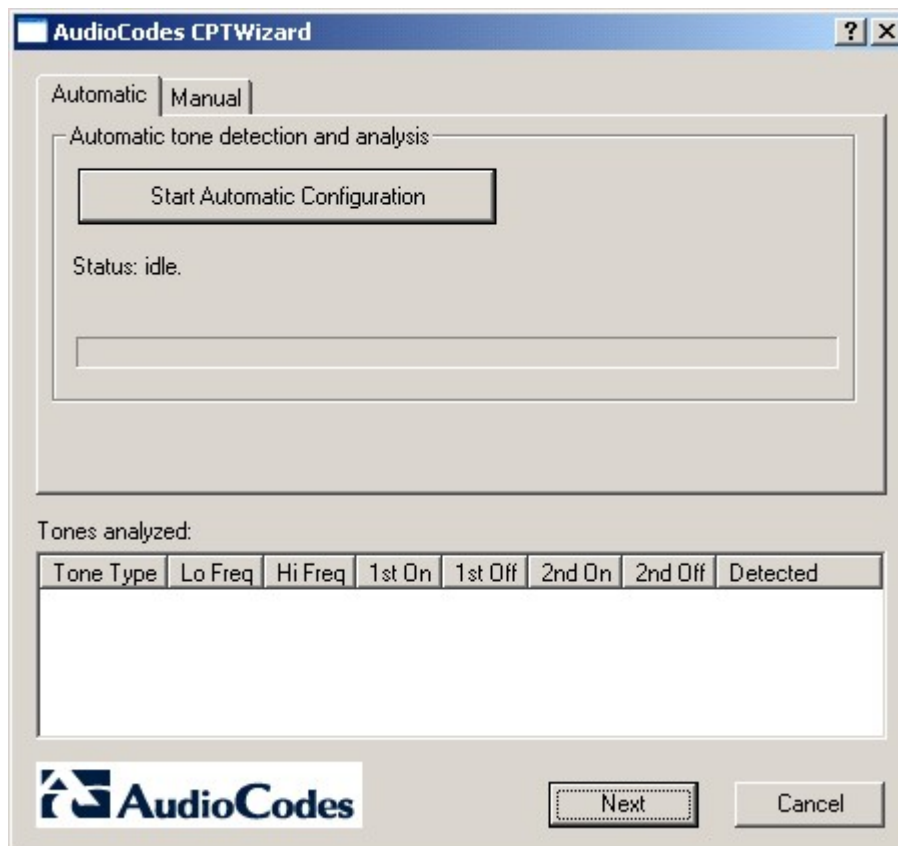 AudioCodes CPTWizard
Automatic Manual
Automatic tone detection and analysis
Start Automatic Configuration
Status: idle.
Tones analyzed:
Tone Type Lo Freq Hi Freq 1st On 1st Off 2nd On 2nd Off Detected
AudioCodes
Next Cancel